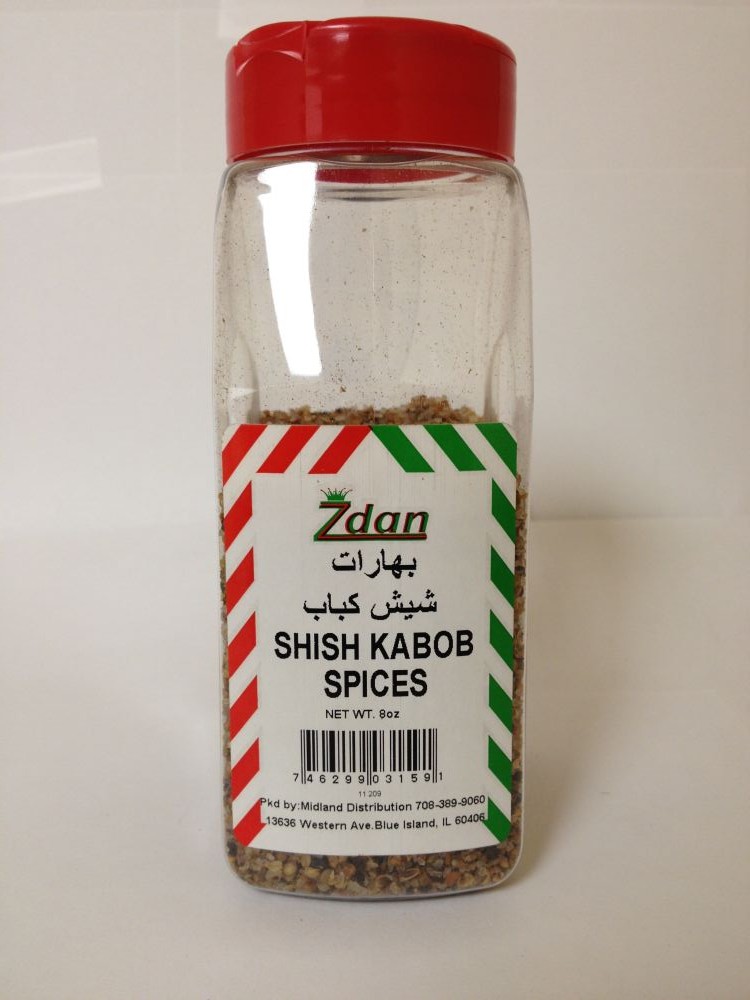 Zdan
بهارات
شيش كباب
SHISH KABOB
SPICES
NET WT. 8oz
7 46299 03159 1
11 209
Pkd by:Midland Distribution 708-389-9060
13636 Western Ave.Blue Island, IL 60406